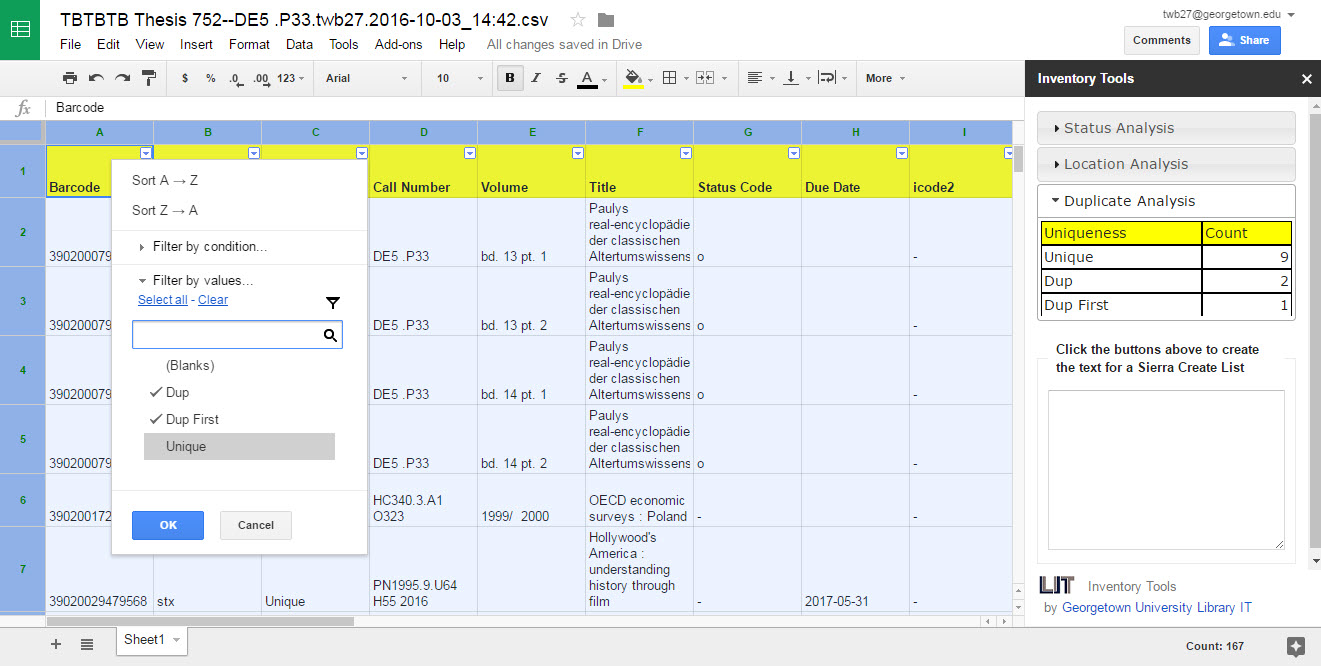 TBTBTB Thesis 752--DE5 .P33.twb27.2016-10-03_14:42.csv
twb27@georgetown.edu
File Edit View Insert Format Data Tools Add-ons Help All changes saved in Drive
Comments Share
$ % .0 .00 123 Arial 10 B I S A More
Inventory Tools
fx Barcode
A B C D E F G H I
1 Barcode Call Number Volume Title Status Code Due Date icode2
Sort A → Z
Sort Z → A
Filter by condition...
Filter by values...
Select all - Clear
(Blanks)
Dup
Dup First
Unique
OK Cancel
Paulys
real-encyclopädie
der classischen
2 390200079 DE5 .P33 bd. 13 pt. 1 Altertumswissens o -
Paulys
real-encyclopädie
der classischen
3 390200079 DE5 .P33 bd. 13 pt. 2 Altertumswissens o -
Paulys
real-encyclopädie
der classischen
4 390200079 DE5 .P33 bd. 14 pt. 1 Altertumswissens o -
Paulys
real-encyclopädie
der classischen
5 390200079 DE5 .P33 bd. 14 pt. 2 Altertumswissens o -
HC340.3.A1 OECD economic
6 390200172 O323 1999/ 2000 surveys : Poland - -
Hollywood's
America :
understanding
PN1995.9.U64 history through
7 39020029479568 stx Unique H55 2016 film - 2017-05-31 -
Status Analysis
Location Analysis
Duplicate Analysis
Uniqueness Count
Unique 9
Dup 2
Dup First 1
Click the buttons above to create
the text for a Sierra Create List
LIT Inventory Tools
by Georgetown University Library IT
Sheet1
Count: 167